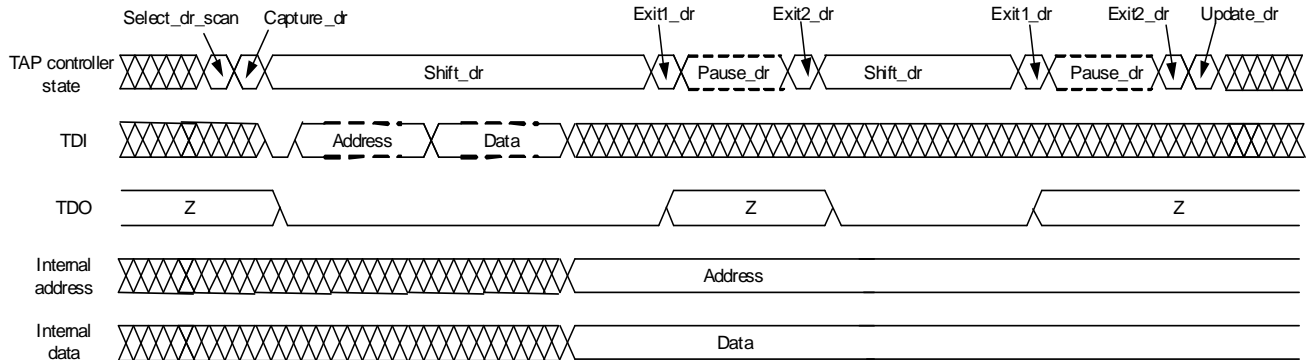 Select_dr_scan Capture_dr Exit1_dr Exit2_dr Exit1_dr Exit2_dr Update_dr
TAP controller
state
Shift_dr Pause_dr Shift_dr Pause_dr
TDI Address Data
TDO Z Z Z
Internal
address
Address
Internal
data
Data